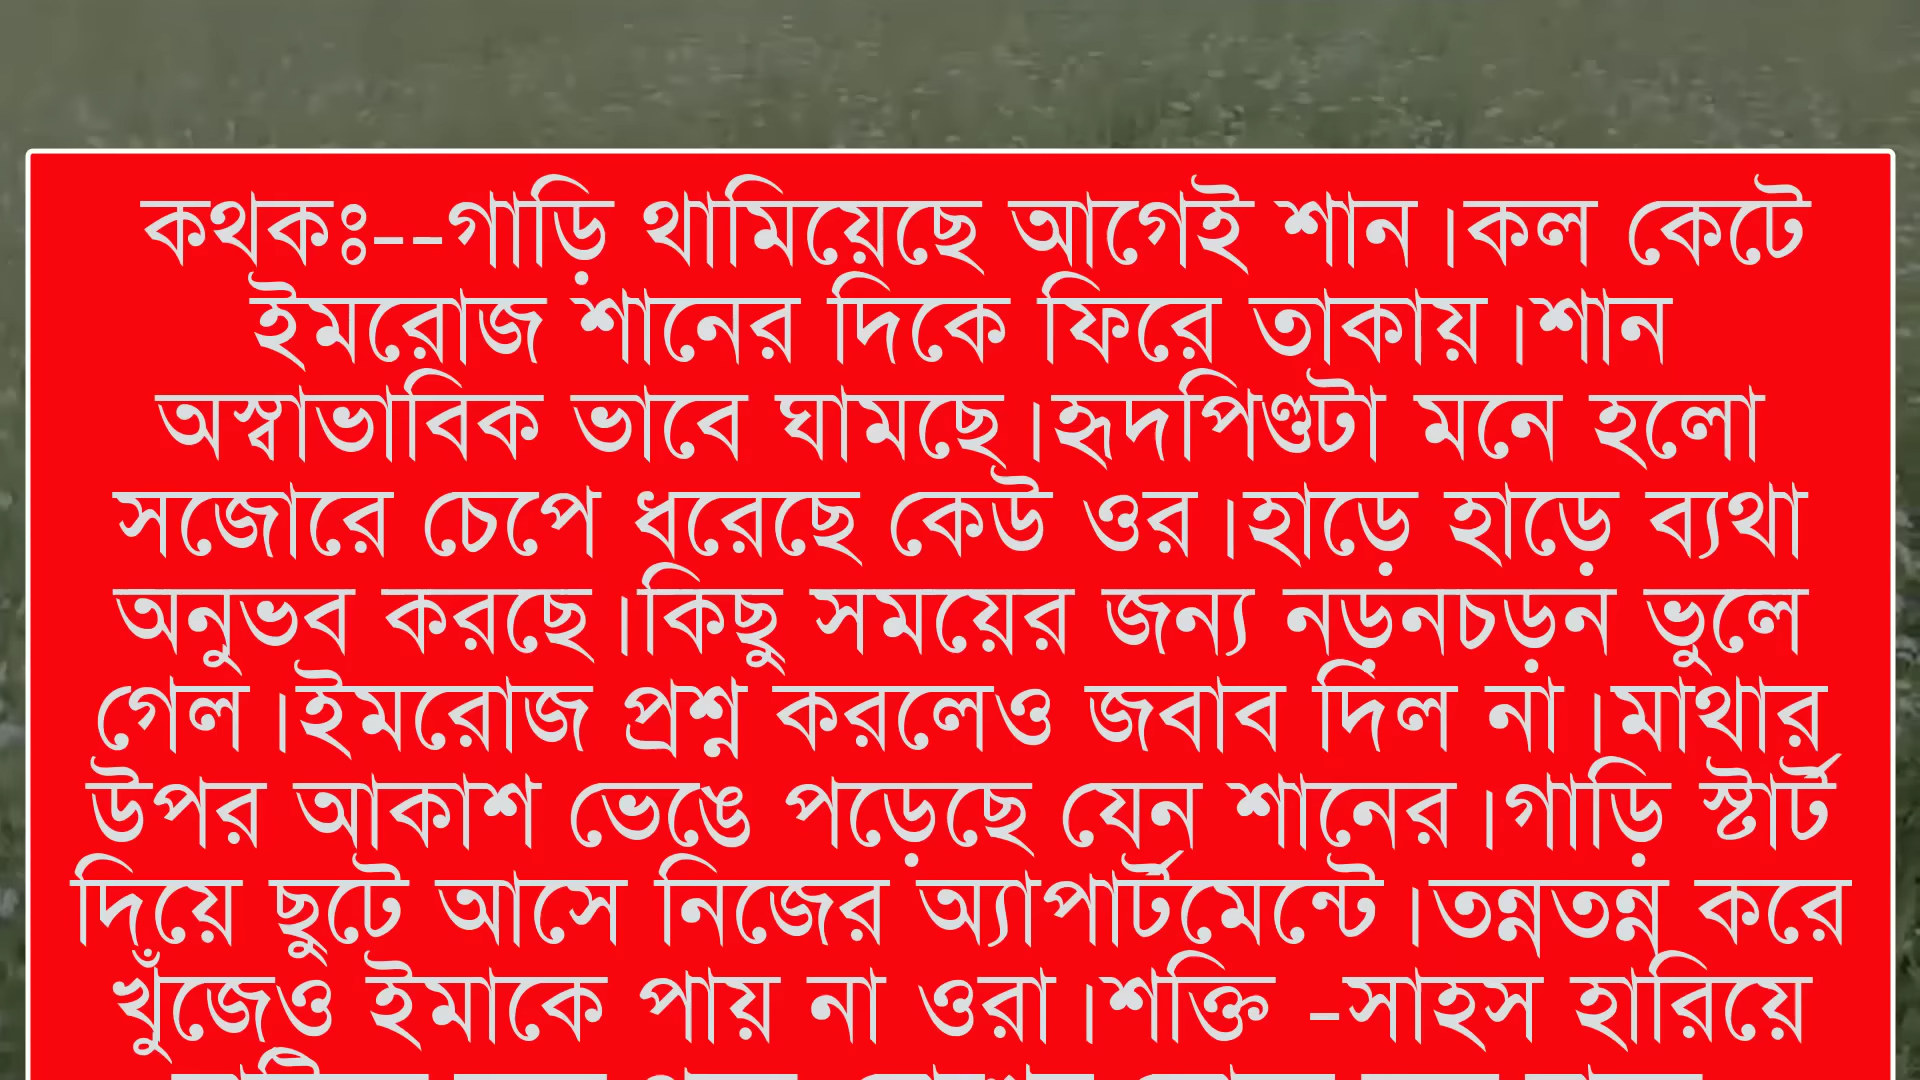 কথকঃ--গাড়ি থামিয়েছে আগেই শান।কল কেটে
ইমরোজ শানের দিকে ফিরে তাকায়।শান
অস্বাভাবিক ভাবে ঘামছে।হৃদপিণ্ডটা মনে হলো
সজোরে চেপে ধরেছে কেউ ওর।হাড়ে হাড়ে ব্যথা
অনুভব করছে।কিছু সময়ের জন্য নড়নচড়ন ভুলে
গেল।ইমরোজ প্রশ্ন করলেও জবাব দিল না।মাথার
উপর আকাশ ভেঙে পড়েছে যেন শানের।গাড়ি স্টার্ট
দিয়ে ছুটে আসে নিজের অ্যাপার্টমেন্টে।তন্নতন্ন করে
খুঁজেও ইমাকে পায় না ওরা।শক্তি -সাহস হারিয়ে